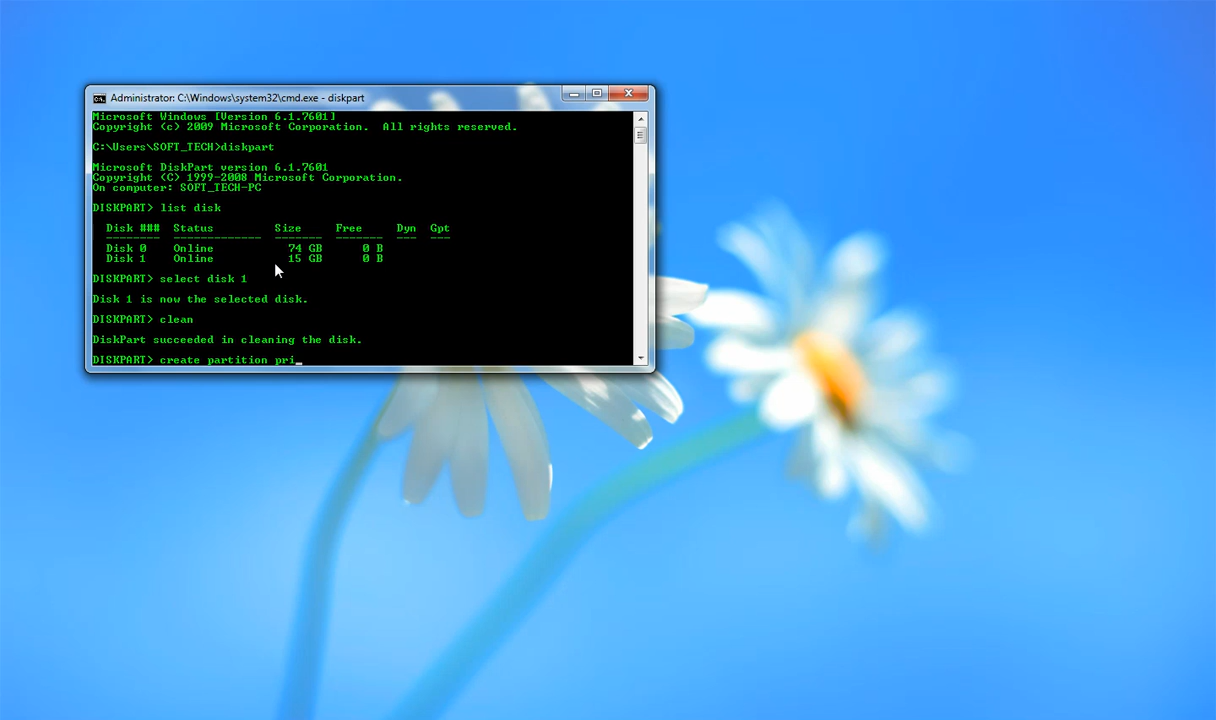 Administrator: C:\Windows\system32\cmd.exe - diskpart
Microsoft Windows [Version 6.1.7601]
Copyright (c) 2009 Microsoft Corporation.  All rights reserved.
C:\Users\SOFT_TECH>diskpart
Microsoft DiskPart version 6.1.7601
Copyright (C) 1999-2008 Microsoft Corporation.
On computer: SOFT_TECH-PC
DISKPART> list disk
Disk ###  Status         Size     Free     Dyn  Gpt
--------  -------------  -------  -------  ---  ---
Disk 0    Online           74 GB      0 B
Disk 1    Online           15 GB      0 B
DISKPART> select disk 1
Disk 1 is now the selected disk.
DISKPART> clean
DiskPart succeeded in cleaning the disk.
DISKPART> create partition pri_